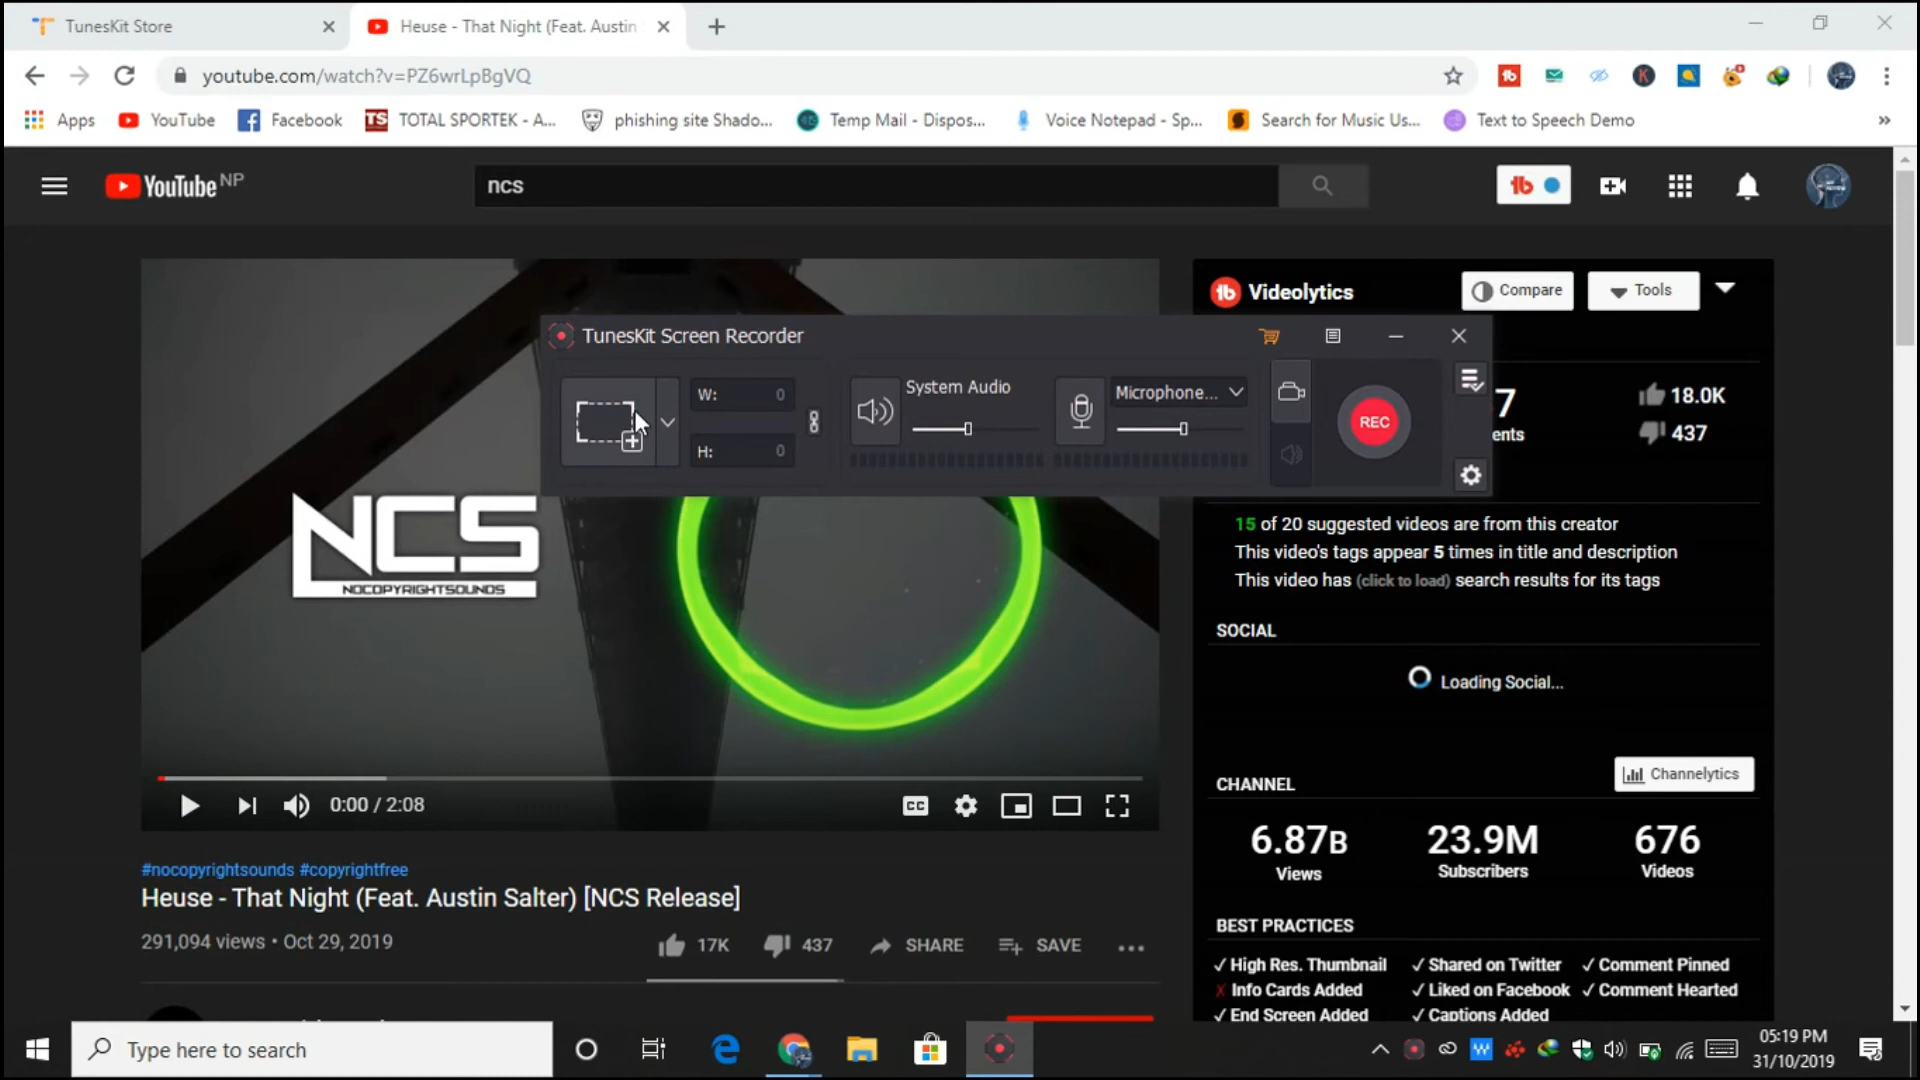 TunesKit Store
Heuse - That Night (Feat. Austin
youtube.com/watch?v=PZ6wrLpBgVQ
Apps
YouTube
Facebook
TS TOTAL SPORTEK - A...
phishing site Shado...
Temp Mail - Dispos...
Voice Notepad - Sp...
Search for Music Us...
Text to Speech Demo
»
YouTube NP
ncs
Videolytics
Compare
Tools
TunesKit Screen Recorder
W: 0
H: 0
System Audio
Microphone...
REC
7
ents
18.0K
437
NCS
NOCOPYRIGHTSOUNDS
15 of 20 suggested videos are from this creator
This video's tags appear 5 times in title and description
This video has (click to load) search results for its tags
SOCIAL
Loading Social...
CHANNEL
Channelytics
6.87B
Views
23.9M
Subscribers
676
Videos
BEST PRACTICES
✓ High Res. Thumbnail ✓ Shared on Twitter ✓ Comment Pinned
X Info Cards Added ✓ Liked on Facebook ✓ Comment Hearted
✓ End Screen Added ✓ Captions Added
0:00 / 2:08
CC
#nocopyrightsounds #copyrightfree
Heuse - That Night (Feat. Austin Salter) [NCS Release]
291,094 views • Oct 29, 2019
17K
437
SHARE
SAVE
Type here to search
05:19 PM
31/10/2019